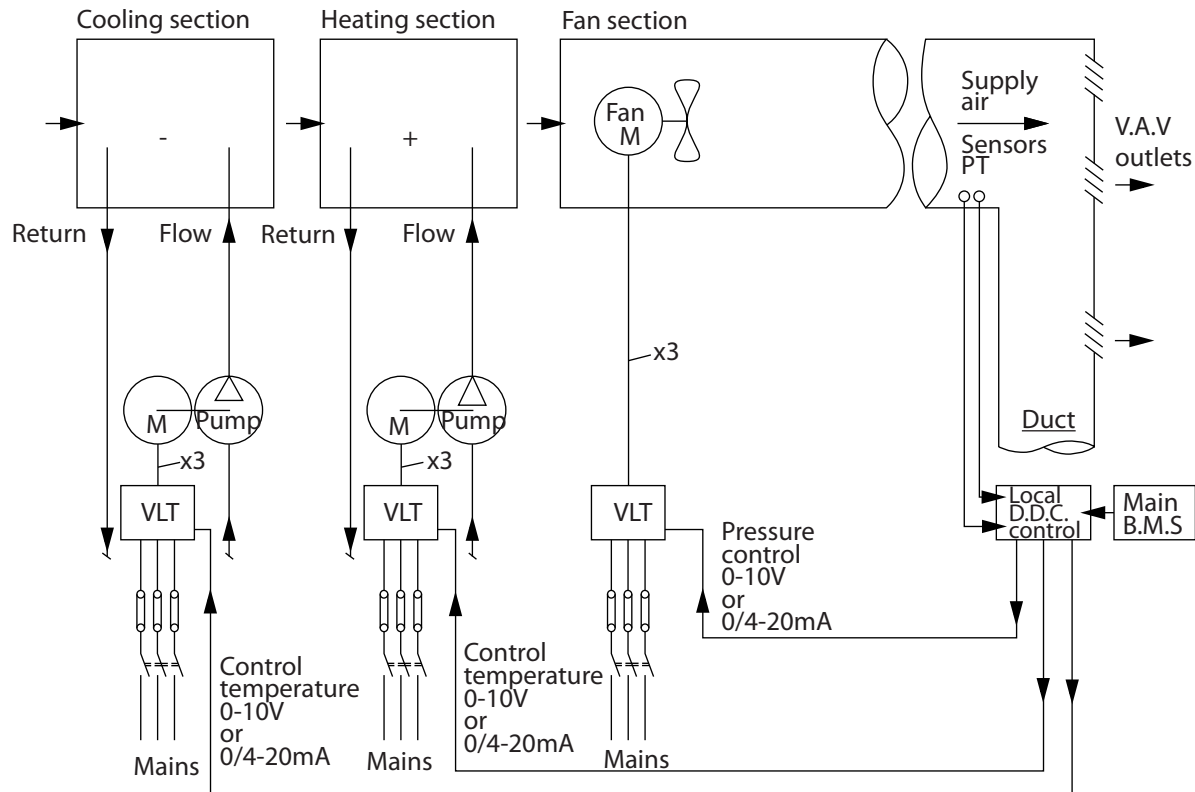 Cooling section
Heating section
Fan section
-
+
Fan
M
Supply
air
Sensors
PT
V.A.V
outlets
Return
Flow
Return
Flow
x3
M
Pump
M
Pump
Duct
x3
x3
VLT
VLT
VLT
Local
D.D.C.
control
Main
B.M.S
Pressure
control
0-10V
or
0/4-20mA
Control
temperature
0-10V
or
0/4-20mA
Control
temperature
0-10V
or
0/4-20mA
Mains
Mains
Mains